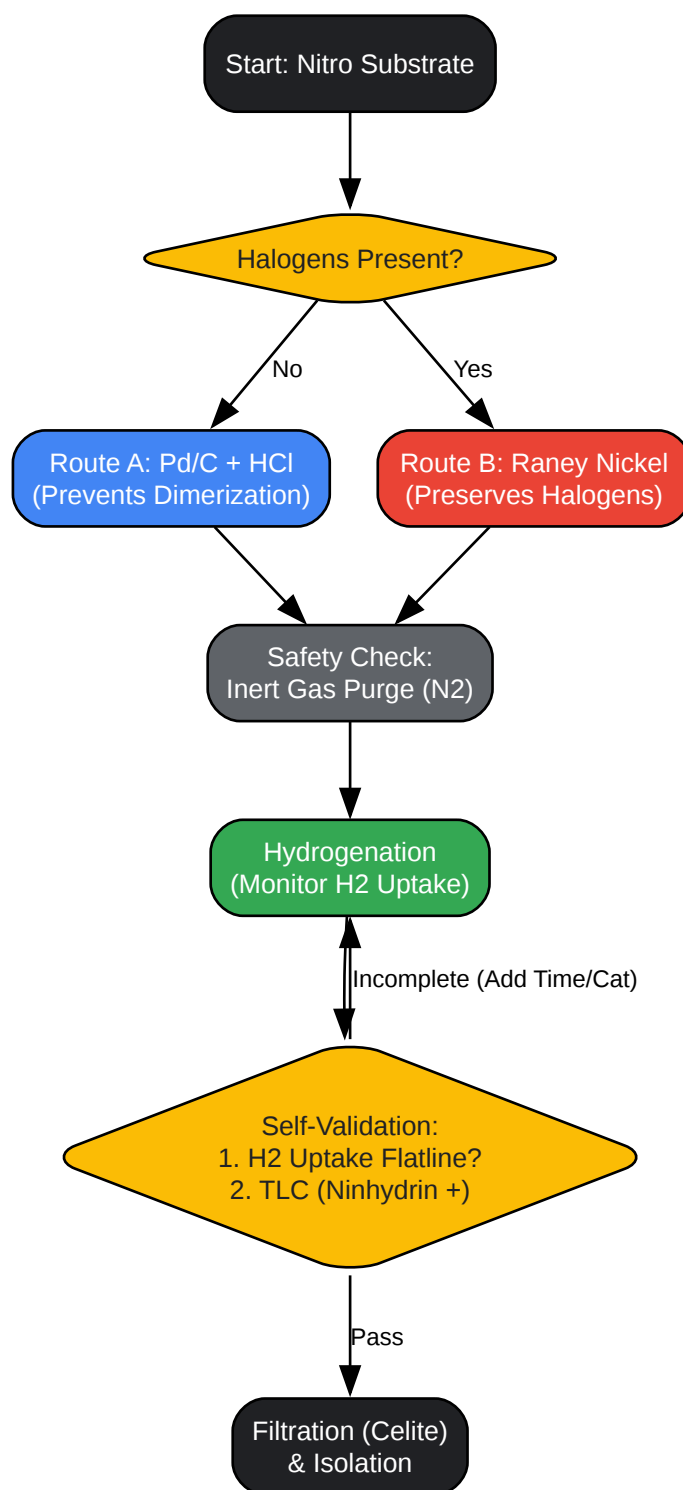 Start: Nitro Substrate
Halogens Present?
No
Yes
Route A: Pd/C + HCl
(Prevents Dimerization)
Route B: Raney Nickel
(Preserves Halogens)
Safety Check:
Inert Gas Purge (N2)
Hydrogenation
(Monitor H2 Uptake)
Incomplete (Add Time/Cat)
Self-Validation:
1. H2 Uptake Flatline?
2. TLC (Ninhydrin +)
Pass
Filtration (Celite)
& Isolation